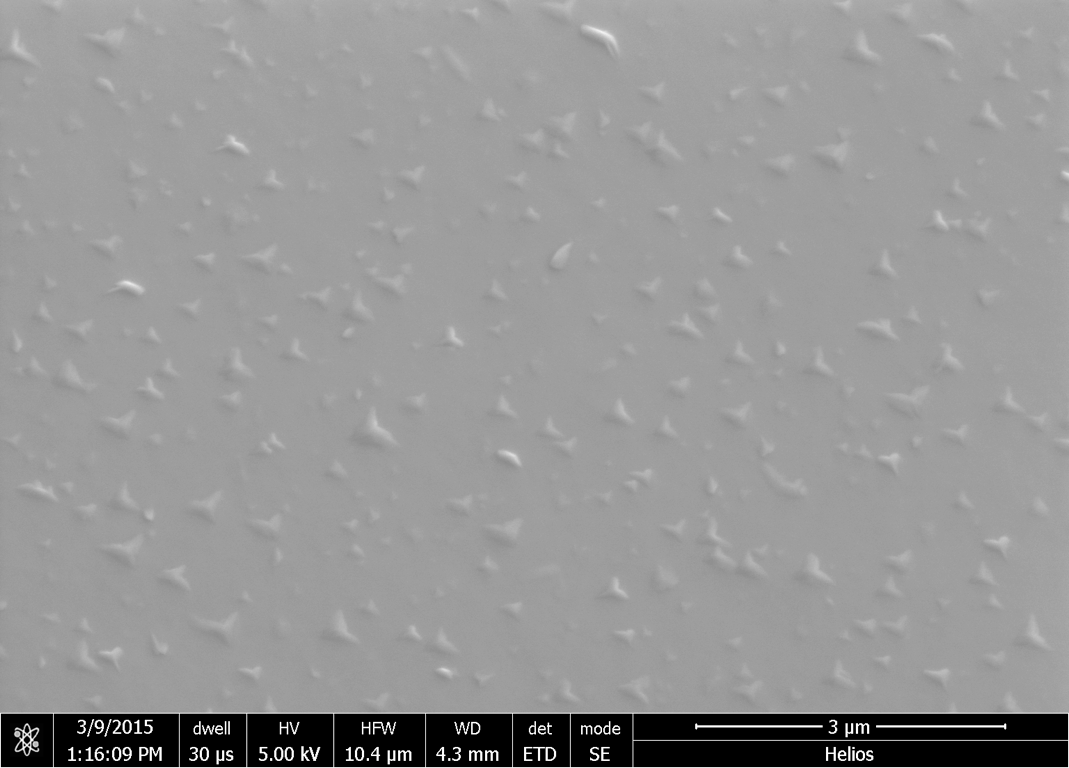 3/9/2015
1:16:09 PM
dwell
30 µs
HV
5.00 kV
HFW
10.4 µm
WD
4.3 mm
det
ETD
mode
SE
3 µm
Helios